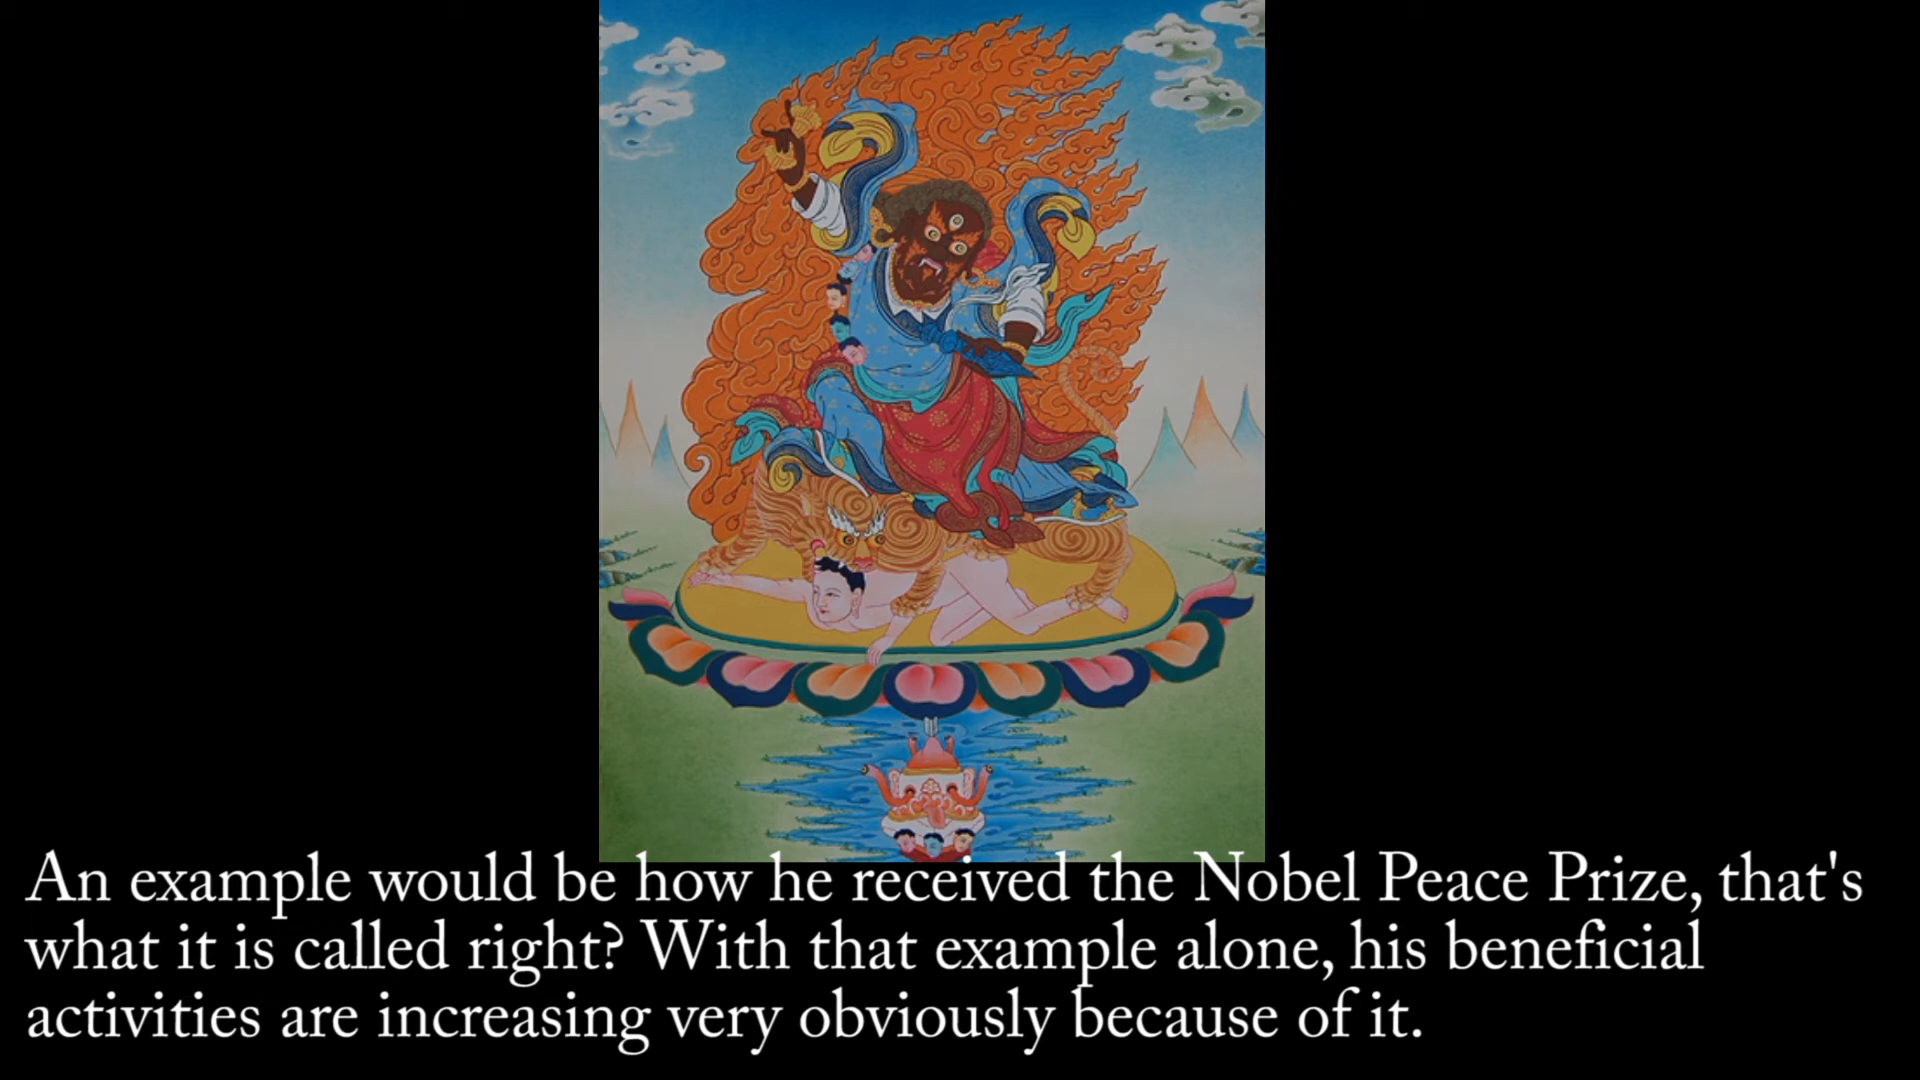 An example would be how he received the Nobel Peace Prize, that's
what it is called right? With that example alone, his beneficial
activities are increasing very obviously because of it.